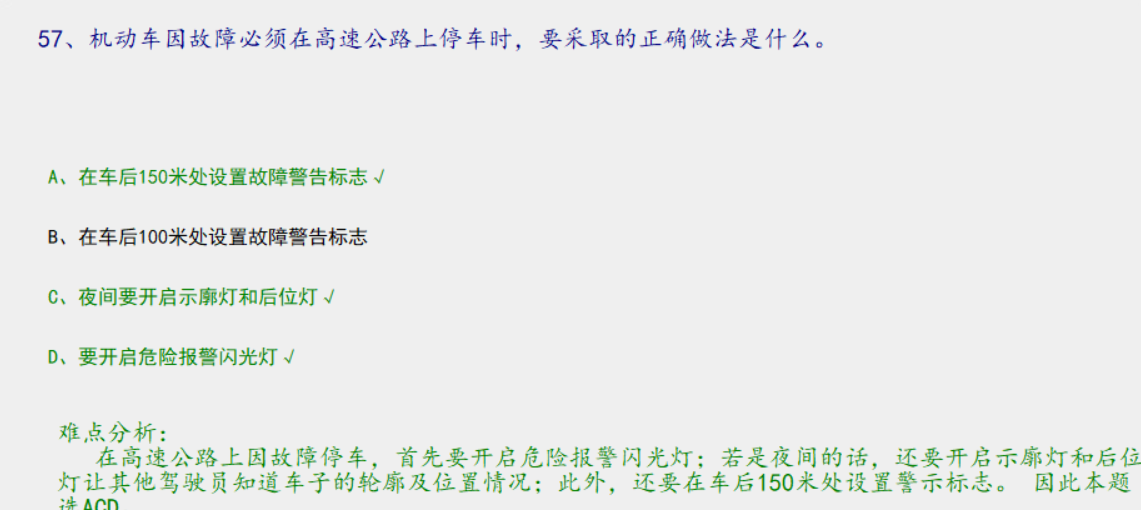 57、机动车因故障必须在高速公路上停车时，要采取的正确做法是什么。
A、在车后150米处设置故障警告标志√
B、在车后100米处设置故障警告标志
C、夜间要开启示廓灯和后位灯√
D、要开启危险报警闪光灯√
难点分析：
在高速公路上因故障停车，首先要开启危险报警闪光灯；若是夜间的话，还要开启示廓灯和后位
灯让其他驾驶员知道车子的轮廓及位置情况；此外，还要在车后150米处设置警示标志。 因此本题
选ACD